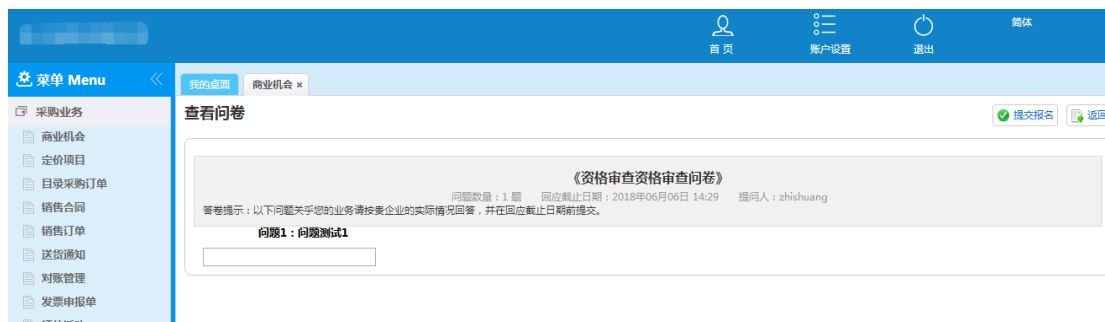 首页
账户设置
退出
简体
菜单 Menu
我的桌面
商业机会 ×
采购业务
查看问卷
提交报名
返回
商业机会
定价项目
目录采购订单
销售合同
销售订单
送货通知
对账管理
发票申报单
《资格审查资格审查问卷》
问题数量：1 题 回应截止日期：2018年06月06日 14:29 提问人：zhishuang
答卷提示：以下问题关乎您的业务请按贵企业的实际情况回答，并在回应截止日期前提交。
问题1：问题测试1